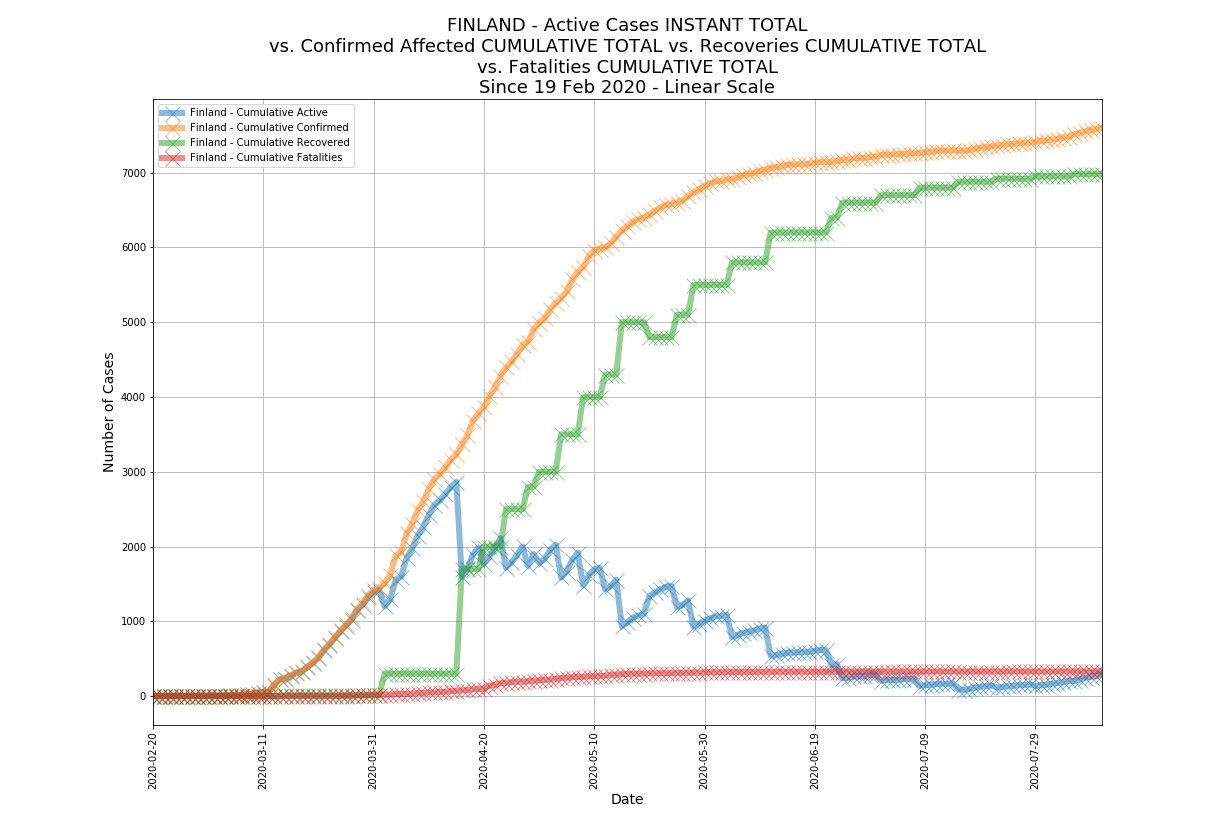 FINLAND - Active Cases INSTANT TOTAL
vs. Confirmed Affected CUMULATIVE TOTAL vs. Recoveries CUMULATIVE TOTAL
vs. Fatalities CUMULATIVE TOTAL
Since 19 Feb 2020 - Linear Scale
Finland - Cumulative Active
Finland - Cumulative Confirmed
Finland - Cumulative Recovered
Finland - Cumulative Fatalities
Number of Cases
7000
6000
5000
4000
3000
2000
1000
0
2020-02-20
2020-03-11
2020-03-31
2020-04-20
2020-05-10
2020-05-30
2020-06-19
2020-07-09
2020-07-29
Date